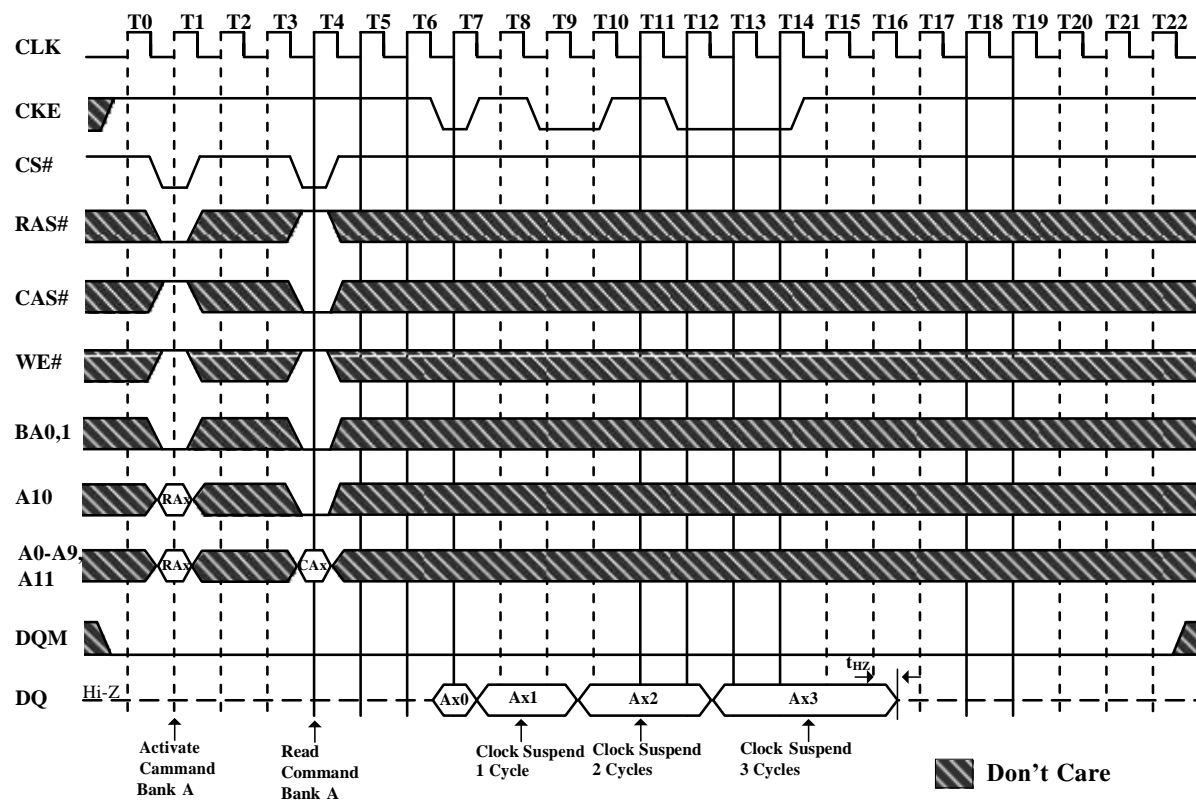 T0 T1 T2 T3 T4 T5 T6 T7 T8 T9 T10 T11 T12 T13 T14 T15 T16 T17 T18 T19 T20 T21 T22
CLK
CKE
CS#
RAS#
CAS#
WE#
BA0,1
A10
RAx
A0-A9,
A11
RAx
CAx
DQM
tHZ
DQ
Hi-Z
Ax0
Ax1
Ax2
Ax3
Activate
Cammand
Bank A
Read
Command
Bank A
Clock Suspend
1 Cycle
Clock Suspend
2 Cycles
Clock Suspend
3 Cycles
Don't Care